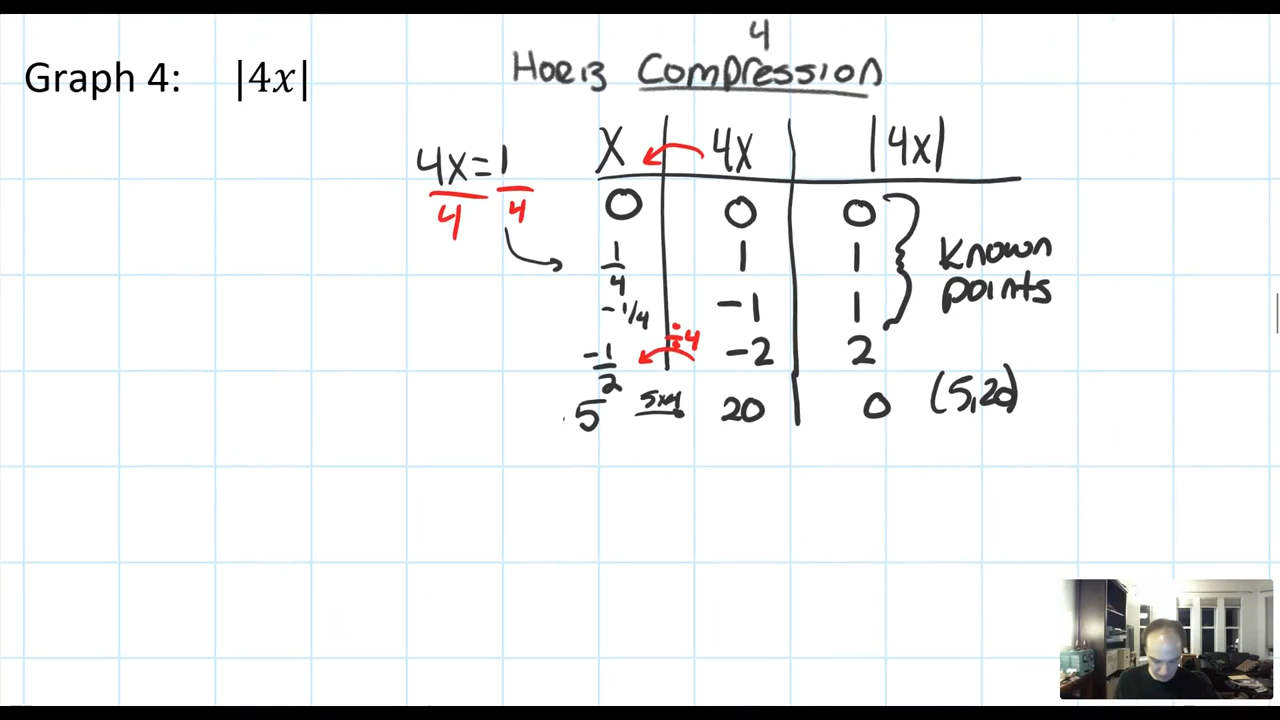 Graph 4: |4x|
4
Horiz Compression
4x=1
4 4
X 4X |4X|
0 0 0
1/4 1 1
-1/4 -1 1
Known
points
÷4
-1/2 -2 2
5 5x4 20 0 (5,20)